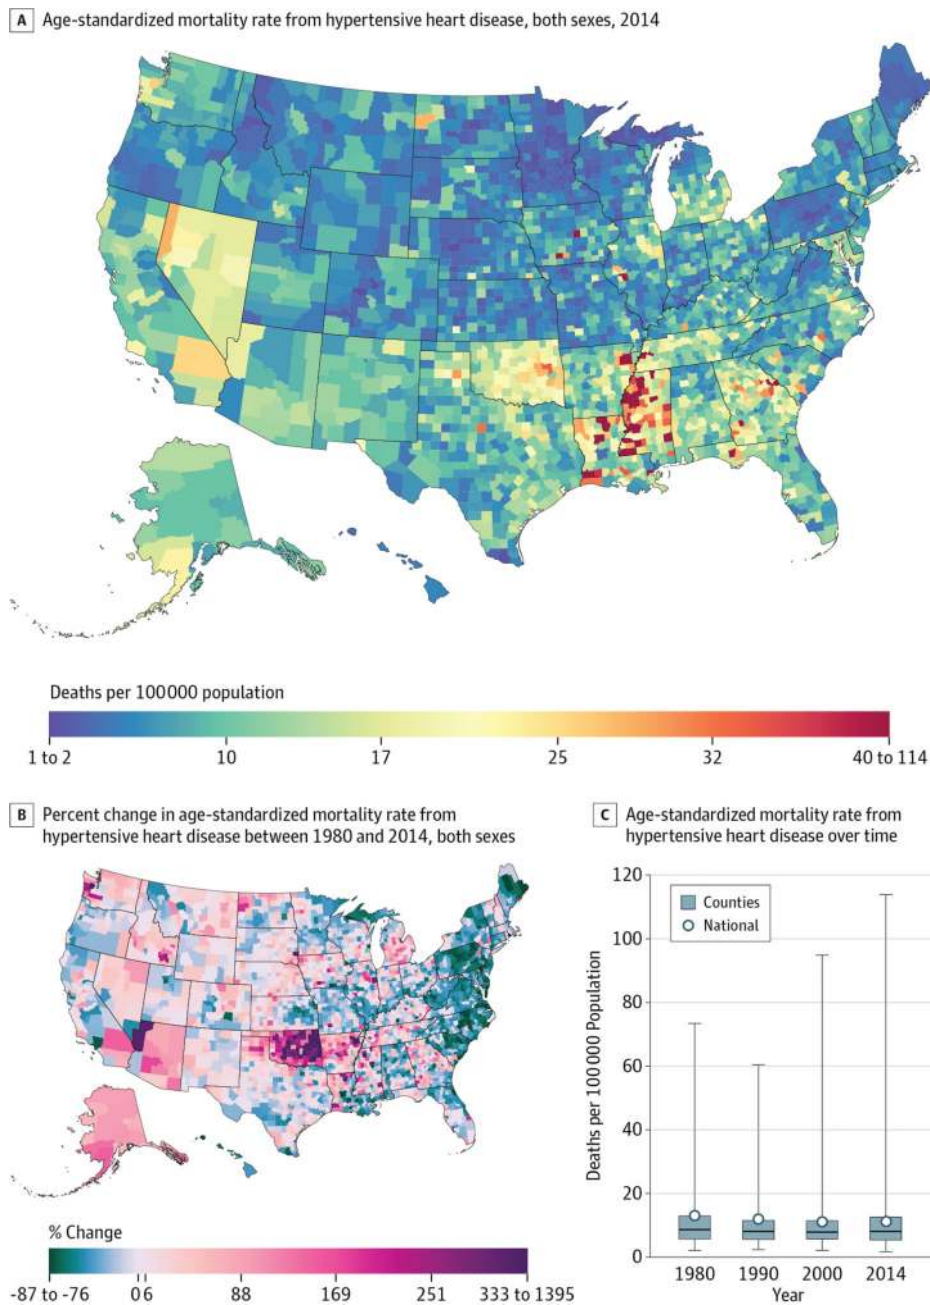 A Age-standardized mortality rate from hypertensive heart disease, both sexes, 2014
Deaths per 100 000 population
1 to 2 10 17 25 32 40 to 114
B Percent change in age-standardized mortality rate from
hypertensive heart disease between 1980 and 2014, both sexes
% Change
-87 to -76 0 6 88 169 251 333 to 1395
C Age-standardized mortality rate from
hypertensive heart disease over time
Counties
National
Deaths per 100 000 Population
120
100
80
60
40
20
0
1980 1990 2000 2014
Year